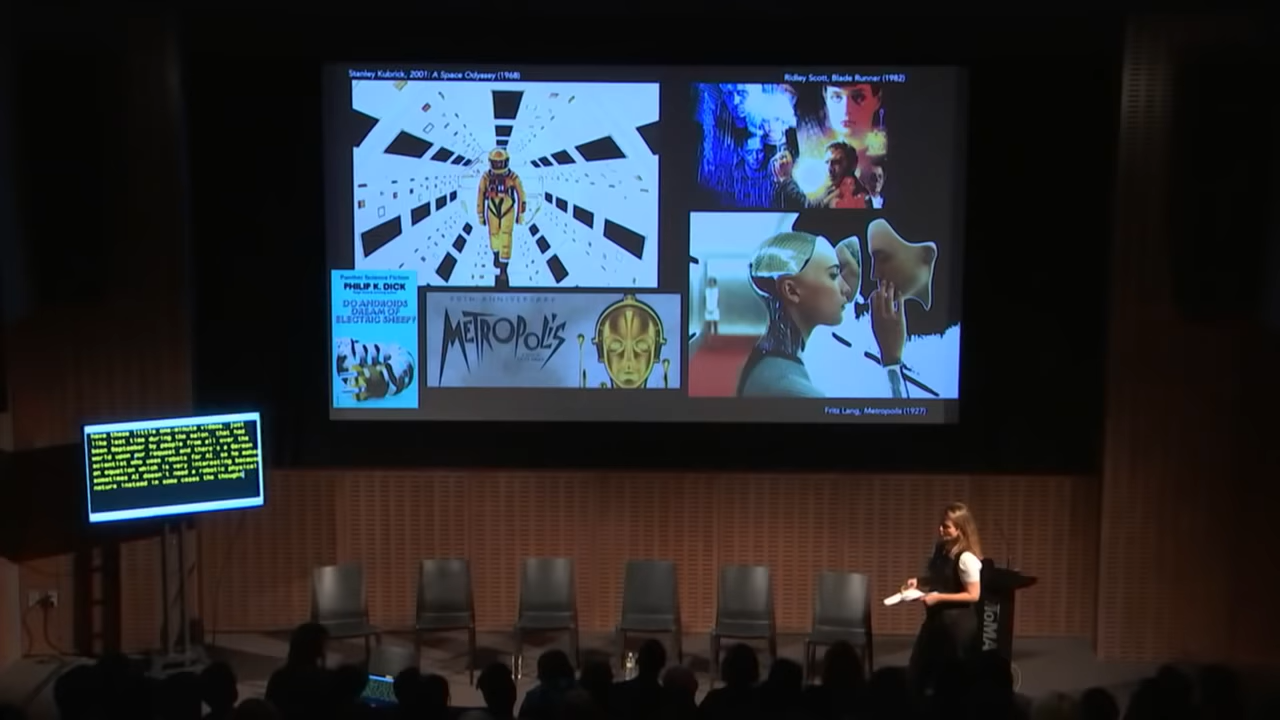 Stanley Kubrick, 2001: A Space Odyssey (1968)
Ridley Scott, Blade Runner (1982)
Panther Science Fiction
PHILIP K. DICK
DO ANDROIDS
DREAM OF
ELECTRIC SHEEP?
METROPOLIS
Fritz Lang, Metropolis (1927)
have these little one-minute videos. Just
like last time during the salon, that had
been September by people from all over the
world upon our request and there's a German
scientist who uses robots for AI, so he makes
an equation which is very interesting because
sometimes AI doesn't need a robotic physical
nature instead in some cases the though
MoMA